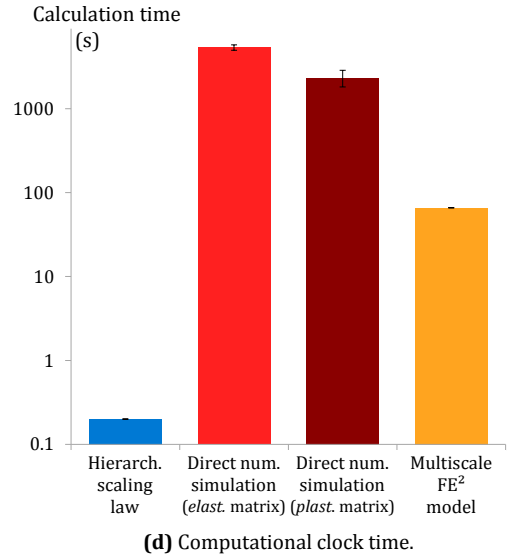 Calculation time
(s)
1000
100
10
1
0.1
Hierarch.
scaling
law
Direct num.
simulation
(elast. matrix)
Direct num.
simulation
(plast. matrix)
Multiscale
FE²
model
(d) Computational clock time.